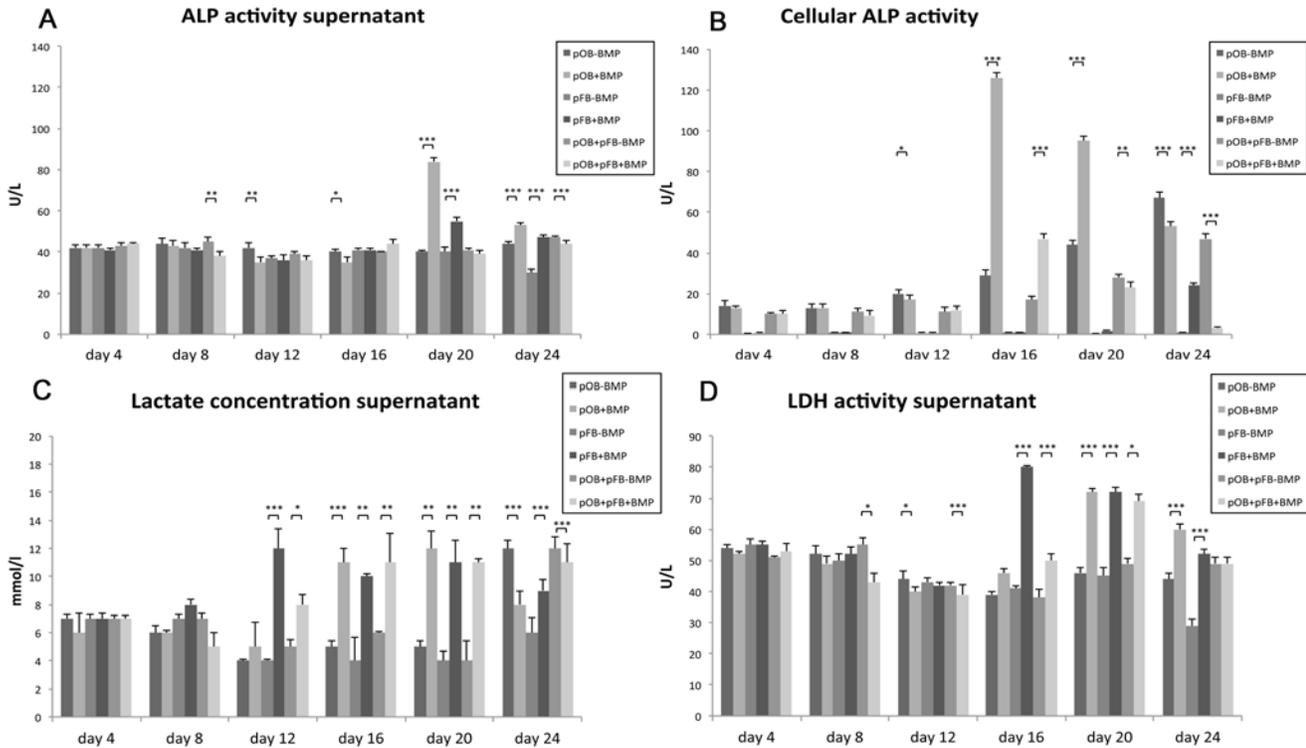 A
ALP activity supernatant
U/L
140
120
100
80
60
40
20
0
** ** * *** *** *** *** ***
day 4 day 8 day 12 day 16 day 20 day 24
pOB-BMP
pOB+BMP
pFB-BMP
pFB+BMP
pOB+pFB-BMP
pOB+pFB+BMP
B
Cellular ALP activity
U/L
140
120
100
80
60
40
20
0
* *** *** *** ** *** *** ***
day 4 day 8 day 12 day 16 day 20 day 24
pOB-BMP
pOB+BMP
pFB-BMP
pFB+BMP
pOB+pFB-BMP
pOB+pFB+BMP
C
Lactate concentration supernatant
mmol/l
20
18
16
14
12
10
8
6
4
2
0
*** * *** ** ** ** ** ** *** *** ***
day 4 day 8 day 12 day 16 day 20 day 24
pOB-BMP
pOB+BMP
pFB-BMP
pFB+BMP
pOB+pFB-BMP
pOB+pFB+BMP
D
LDH activity supernatant
U/L
90
80
70
60
50
40
30
20
10
0
* * *** *** *** *** *** * *** ***
day 4 day 8 day 12 day 16 day 20 day 24
pOB-BMP
pOB+BMP
pFB-BMP
pFB+BMP
pOB+pFB-BMP
pOB+pFB+BMP